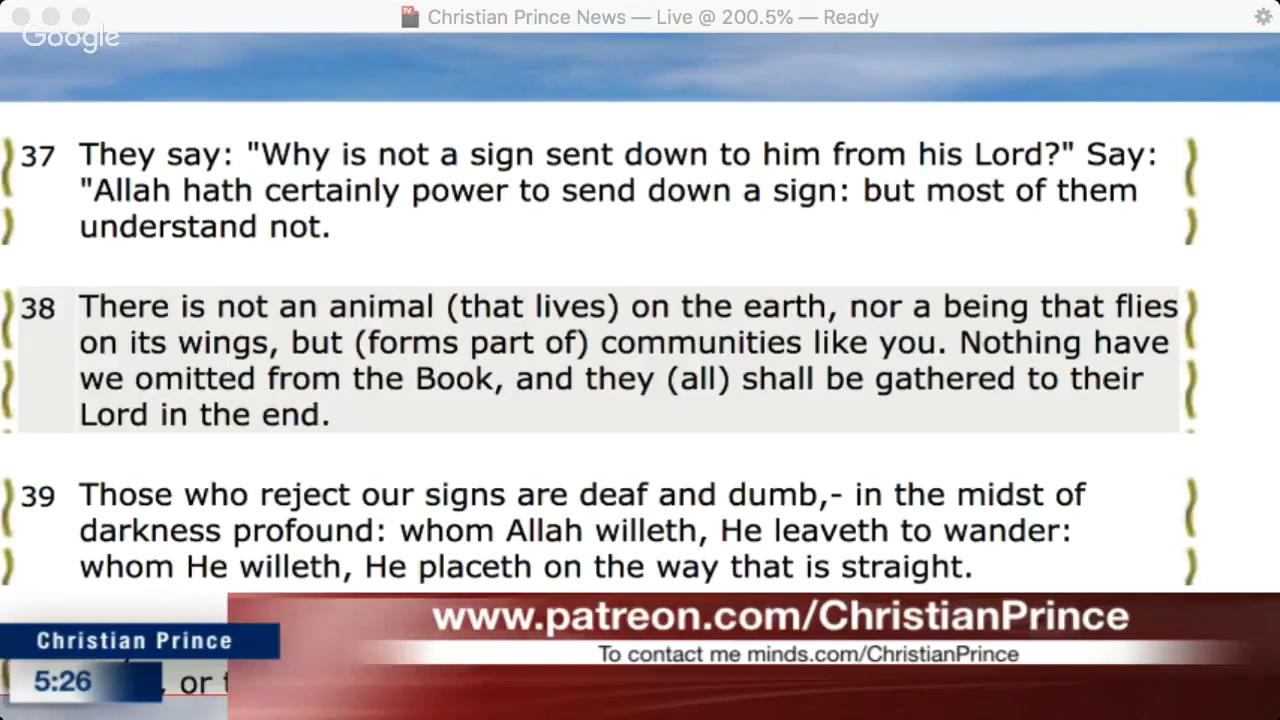 Christian Prince News — Live @ 200.5% — Ready
Google
37 They say: "Why is not a sign sent down to him from his Lord?" Say:
"Allah hath certainly power to send down a sign: but most of them
understand not.
38 There is not an animal (that lives) on the earth, nor a being that flies
on its wings, but (forms part of) communities like you. Nothing have
we omitted from the Book, and they (all) shall be gathered to their
Lord in the end.
39 Those who reject our signs are deaf and dumb,- in the midst of
darkness profound: whom Allah willeth, He leaveth to wander:
whom He willeth, He placeth on the way that is straight.
www.patreon.com/ChristianPrince
Christian Prince
To contact me minds.com/ChristianPrince
5:26
, or